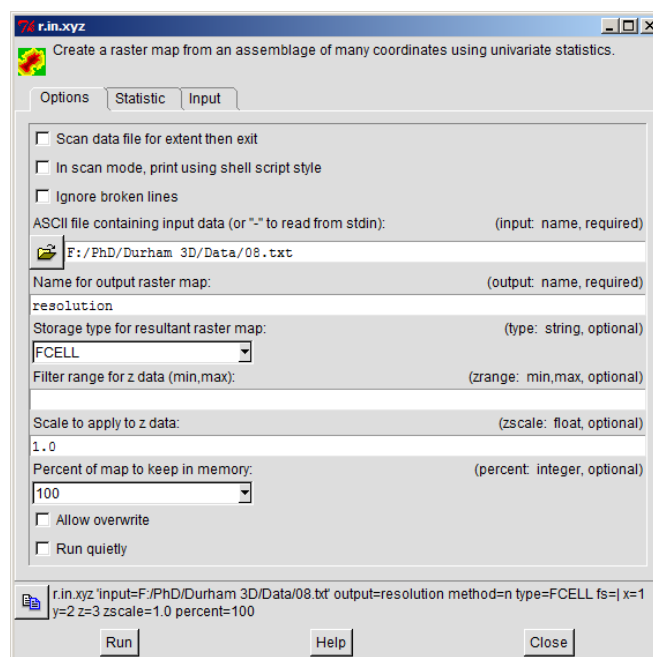 r.in.xyz
Create a raster map from an assemblage of many coordinates using univariate statistics.
Options Statistic Input
Scan data file for extent then exit
In scan mode, print using shell script style
Ignore broken lines
ASCII file containing input data (or "-" to read from stdin): (input: name, required)
F:/PhD/Durham 3D/Data/08.txt
Name for output raster map: (output: name, required)
resolution
Storage type for resultant raster map: (type: string, optional)
FCELL
Filter range for z data (min,max): (zrange: min,max, optional)
Scale to apply to z data: (zscale: float, optional)
1.0
Percent of map to keep in memory: (percent: integer, optional)
100
Allow overwrite
Run quietly
r.in.xyz 'input=F:/PhD/Durham 3D/Data/08.txt' output=resolution method=n type=FCELL fs=| x=1
y=2 z=3 zscale=1.0 percent=100
Run Help Close